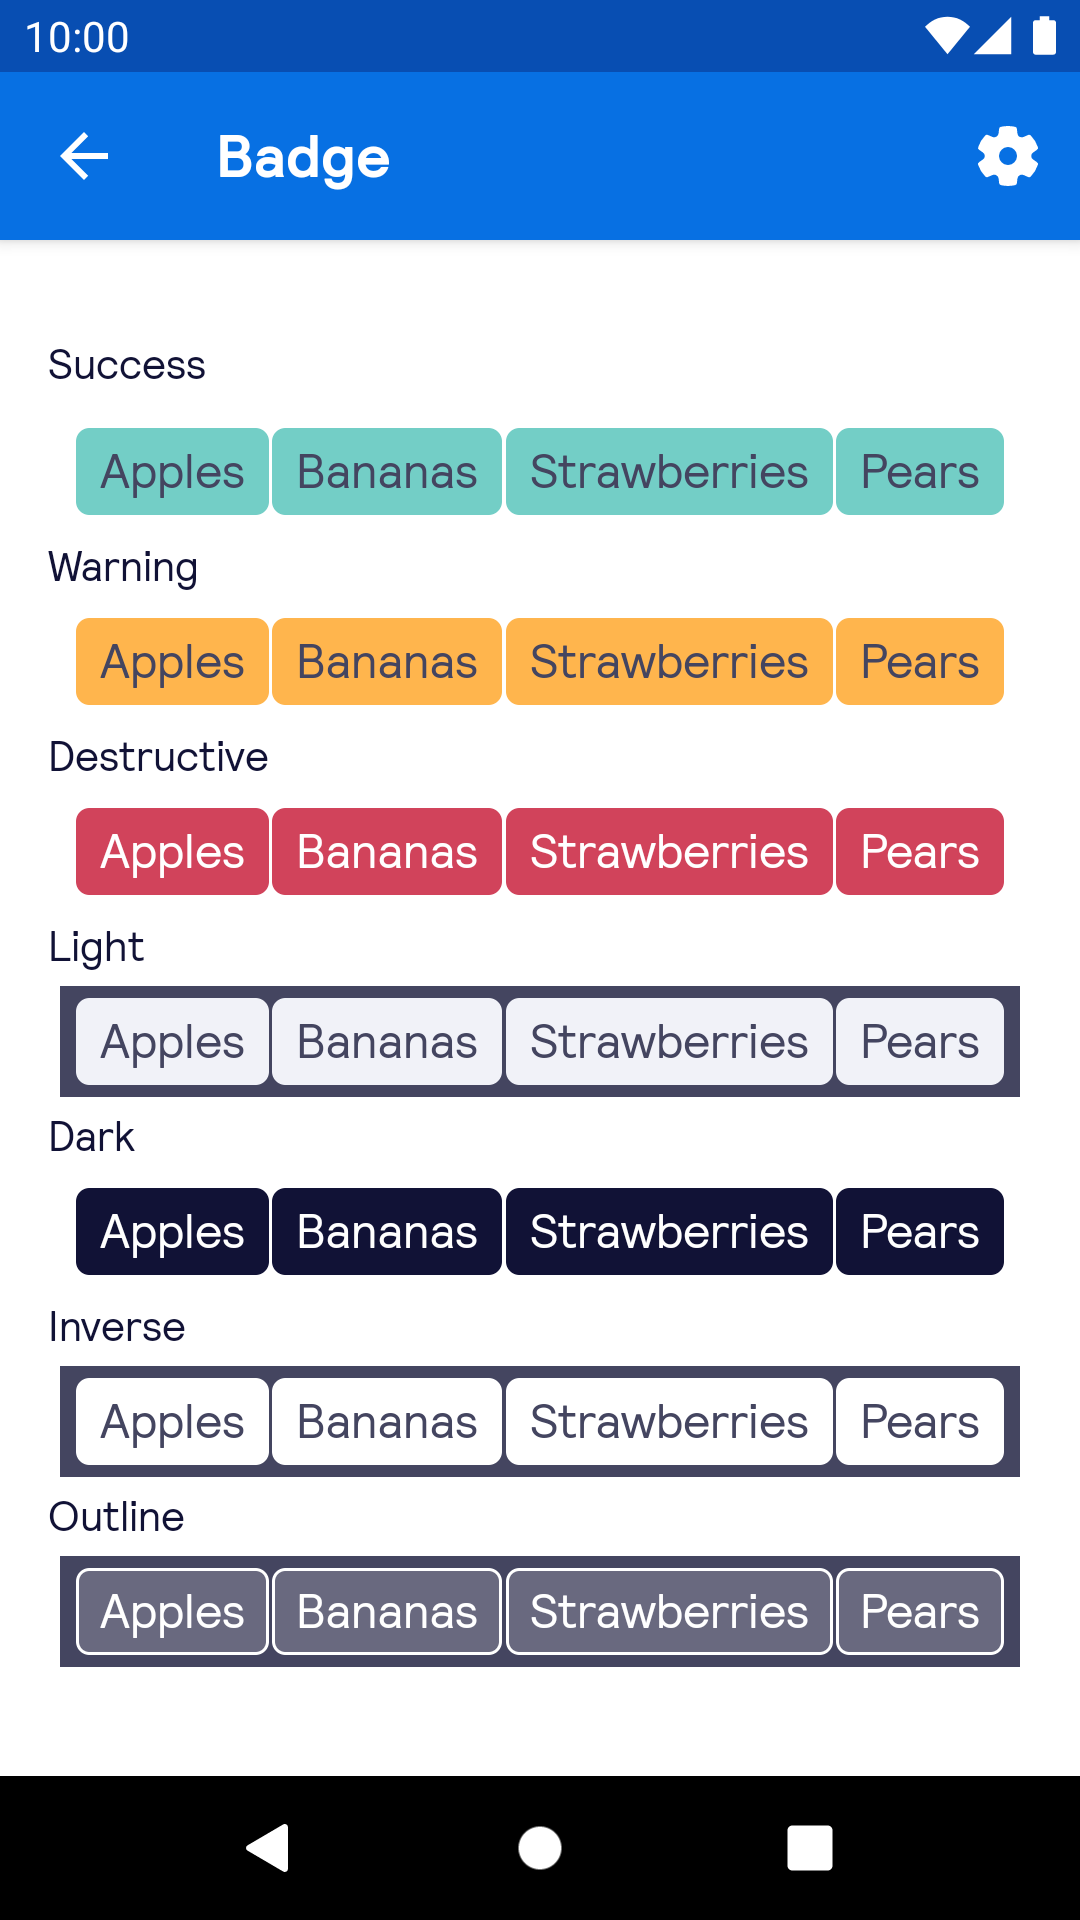 10:00
Badge
Success
Apples Bananas Strawberries Pears
Warning
Apples Bananas Strawberries Pears
Destructive
Apples Bananas Strawberries Pears
Light
Apples Bananas Strawberries Pears
Dark
Apples Bananas Strawberries Pears
Inverse
Apples Bananas Strawberries Pears
Outline
Apples Bananas Strawberries Pears